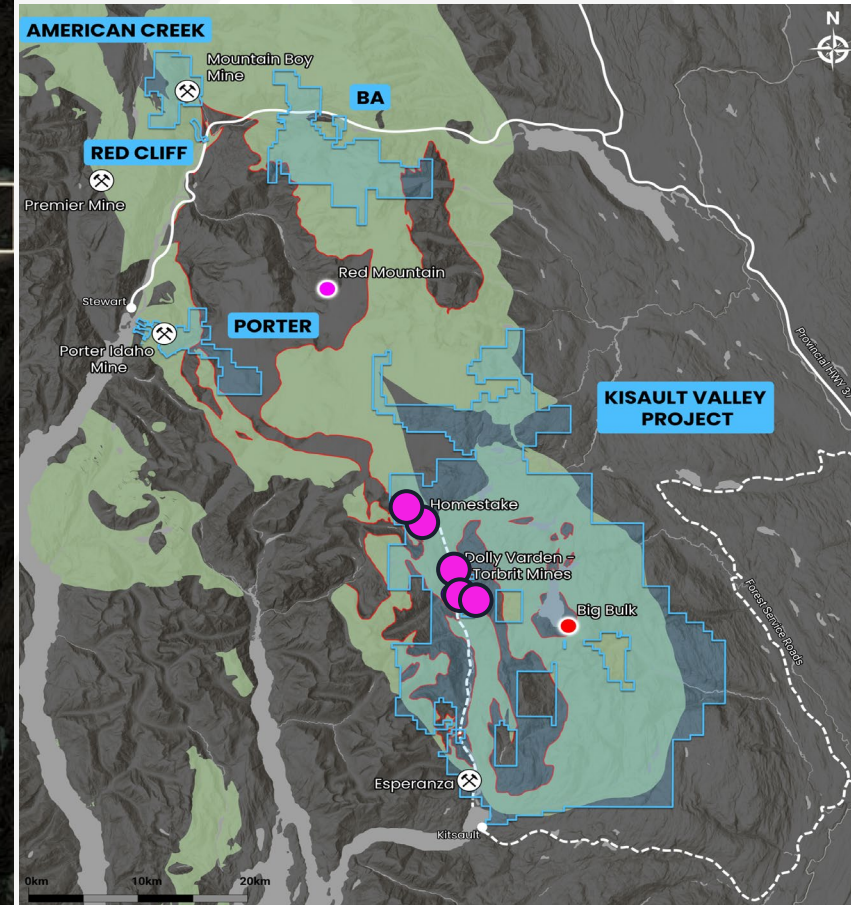 AMERICAN CREEK
N
Mountain Boy
Mine
BA
RED CLIFF
Premier Mine
Red Mountain
Stewart
PORTER
Porter Idaho
Mine
Provincial HWY 37
KISAULT VALLEY
PROJECT
Homestake
Dolly Varden -
Torbrit Mines
Big Bulk
Forest Service Roads
Esperanza
Kitsault
0km 10km 20km